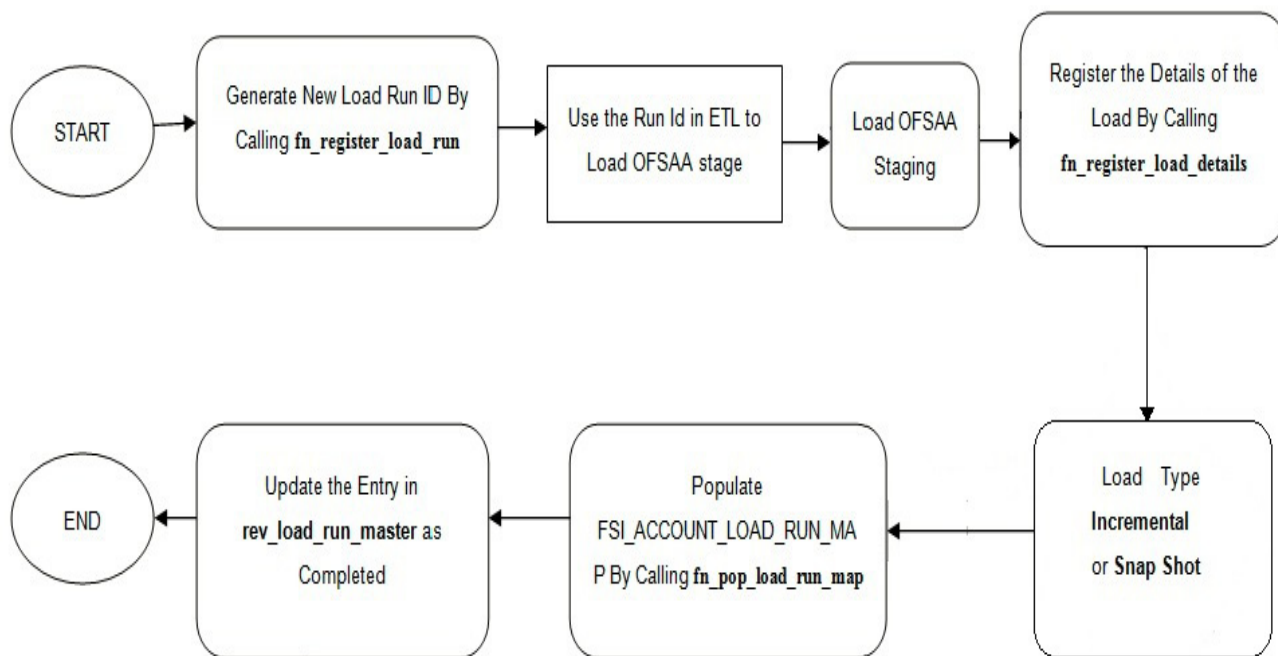 START
Generate New Load Run ID By
Calling fn_register_load_run
Use the Run Id in ETL to
Load OFSAA stage
Load OFSAA
Staging
Register the Details of the
Load By Calling
fn_register_load_details
Load Type
Incremental
or Snap Shot
Populate
FSI_ACCOUNT_LOAD_RUN_MA
P By Calling fn_pop_load_run_map
Update the Entry in
rev_load_run_master as
Completed
END